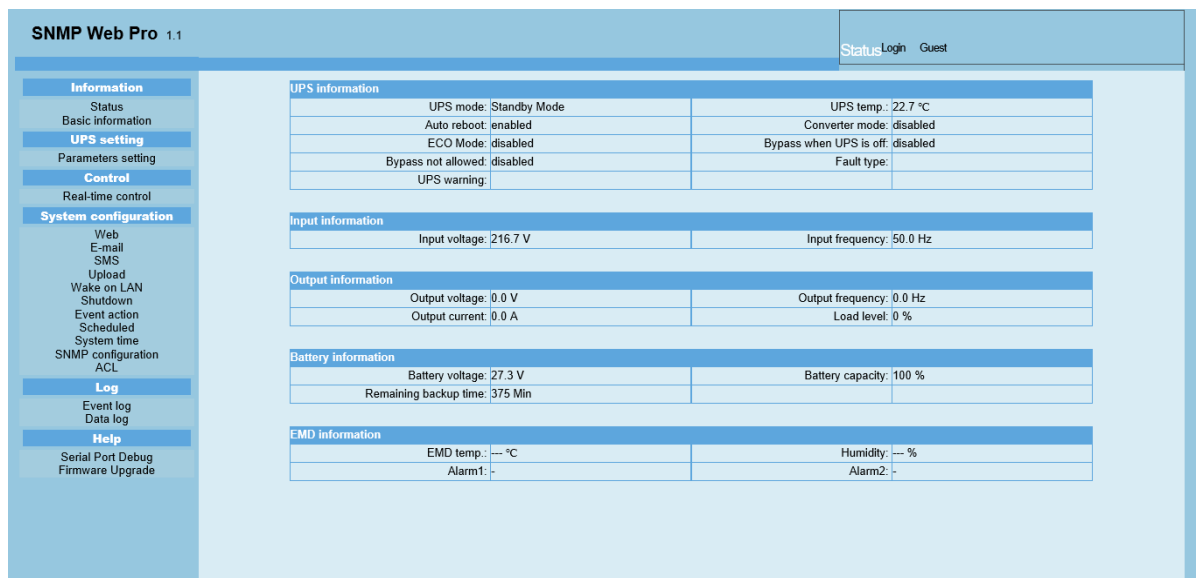 SNMP Web Pro 1.1
Status Login Guest
Information
Status
Basic information
UPS setting
Parameters setting
Control
Real-time control
System configuration
Web
E-mail
SMS
Upload
Wake on LAN
Shutdown
Event action
Scheduled
System time
SNMP configuration
ACL
Log
Event log
Data log
Help
Serial Port Debug
Firmware Upgrade
UPS information
UPS mode: Standby Mode UPS temp.: 22.7 ℃
Auto reboot: enabled Converter mode: disabled
ECO Mode: disabled Bypass when UPS is off: disabled
Bypass not allowed: disabled Fault type:
UPS warning:
Input information
Input voltage: 216.7 V Input frequency: 50.0 Hz
Output information
Output voltage: 0.0 V Output frequency: 0.0 Hz
Output current: 0.0 A Load level: 0 %
Battery information
Battery voltage: 27.3 V Battery capacity: 100 %
Remaining backup time: 375 Min
EMD information
EMD temp.: --- ℃ Humidity: --- %
Alarm1: - Alarm2: -